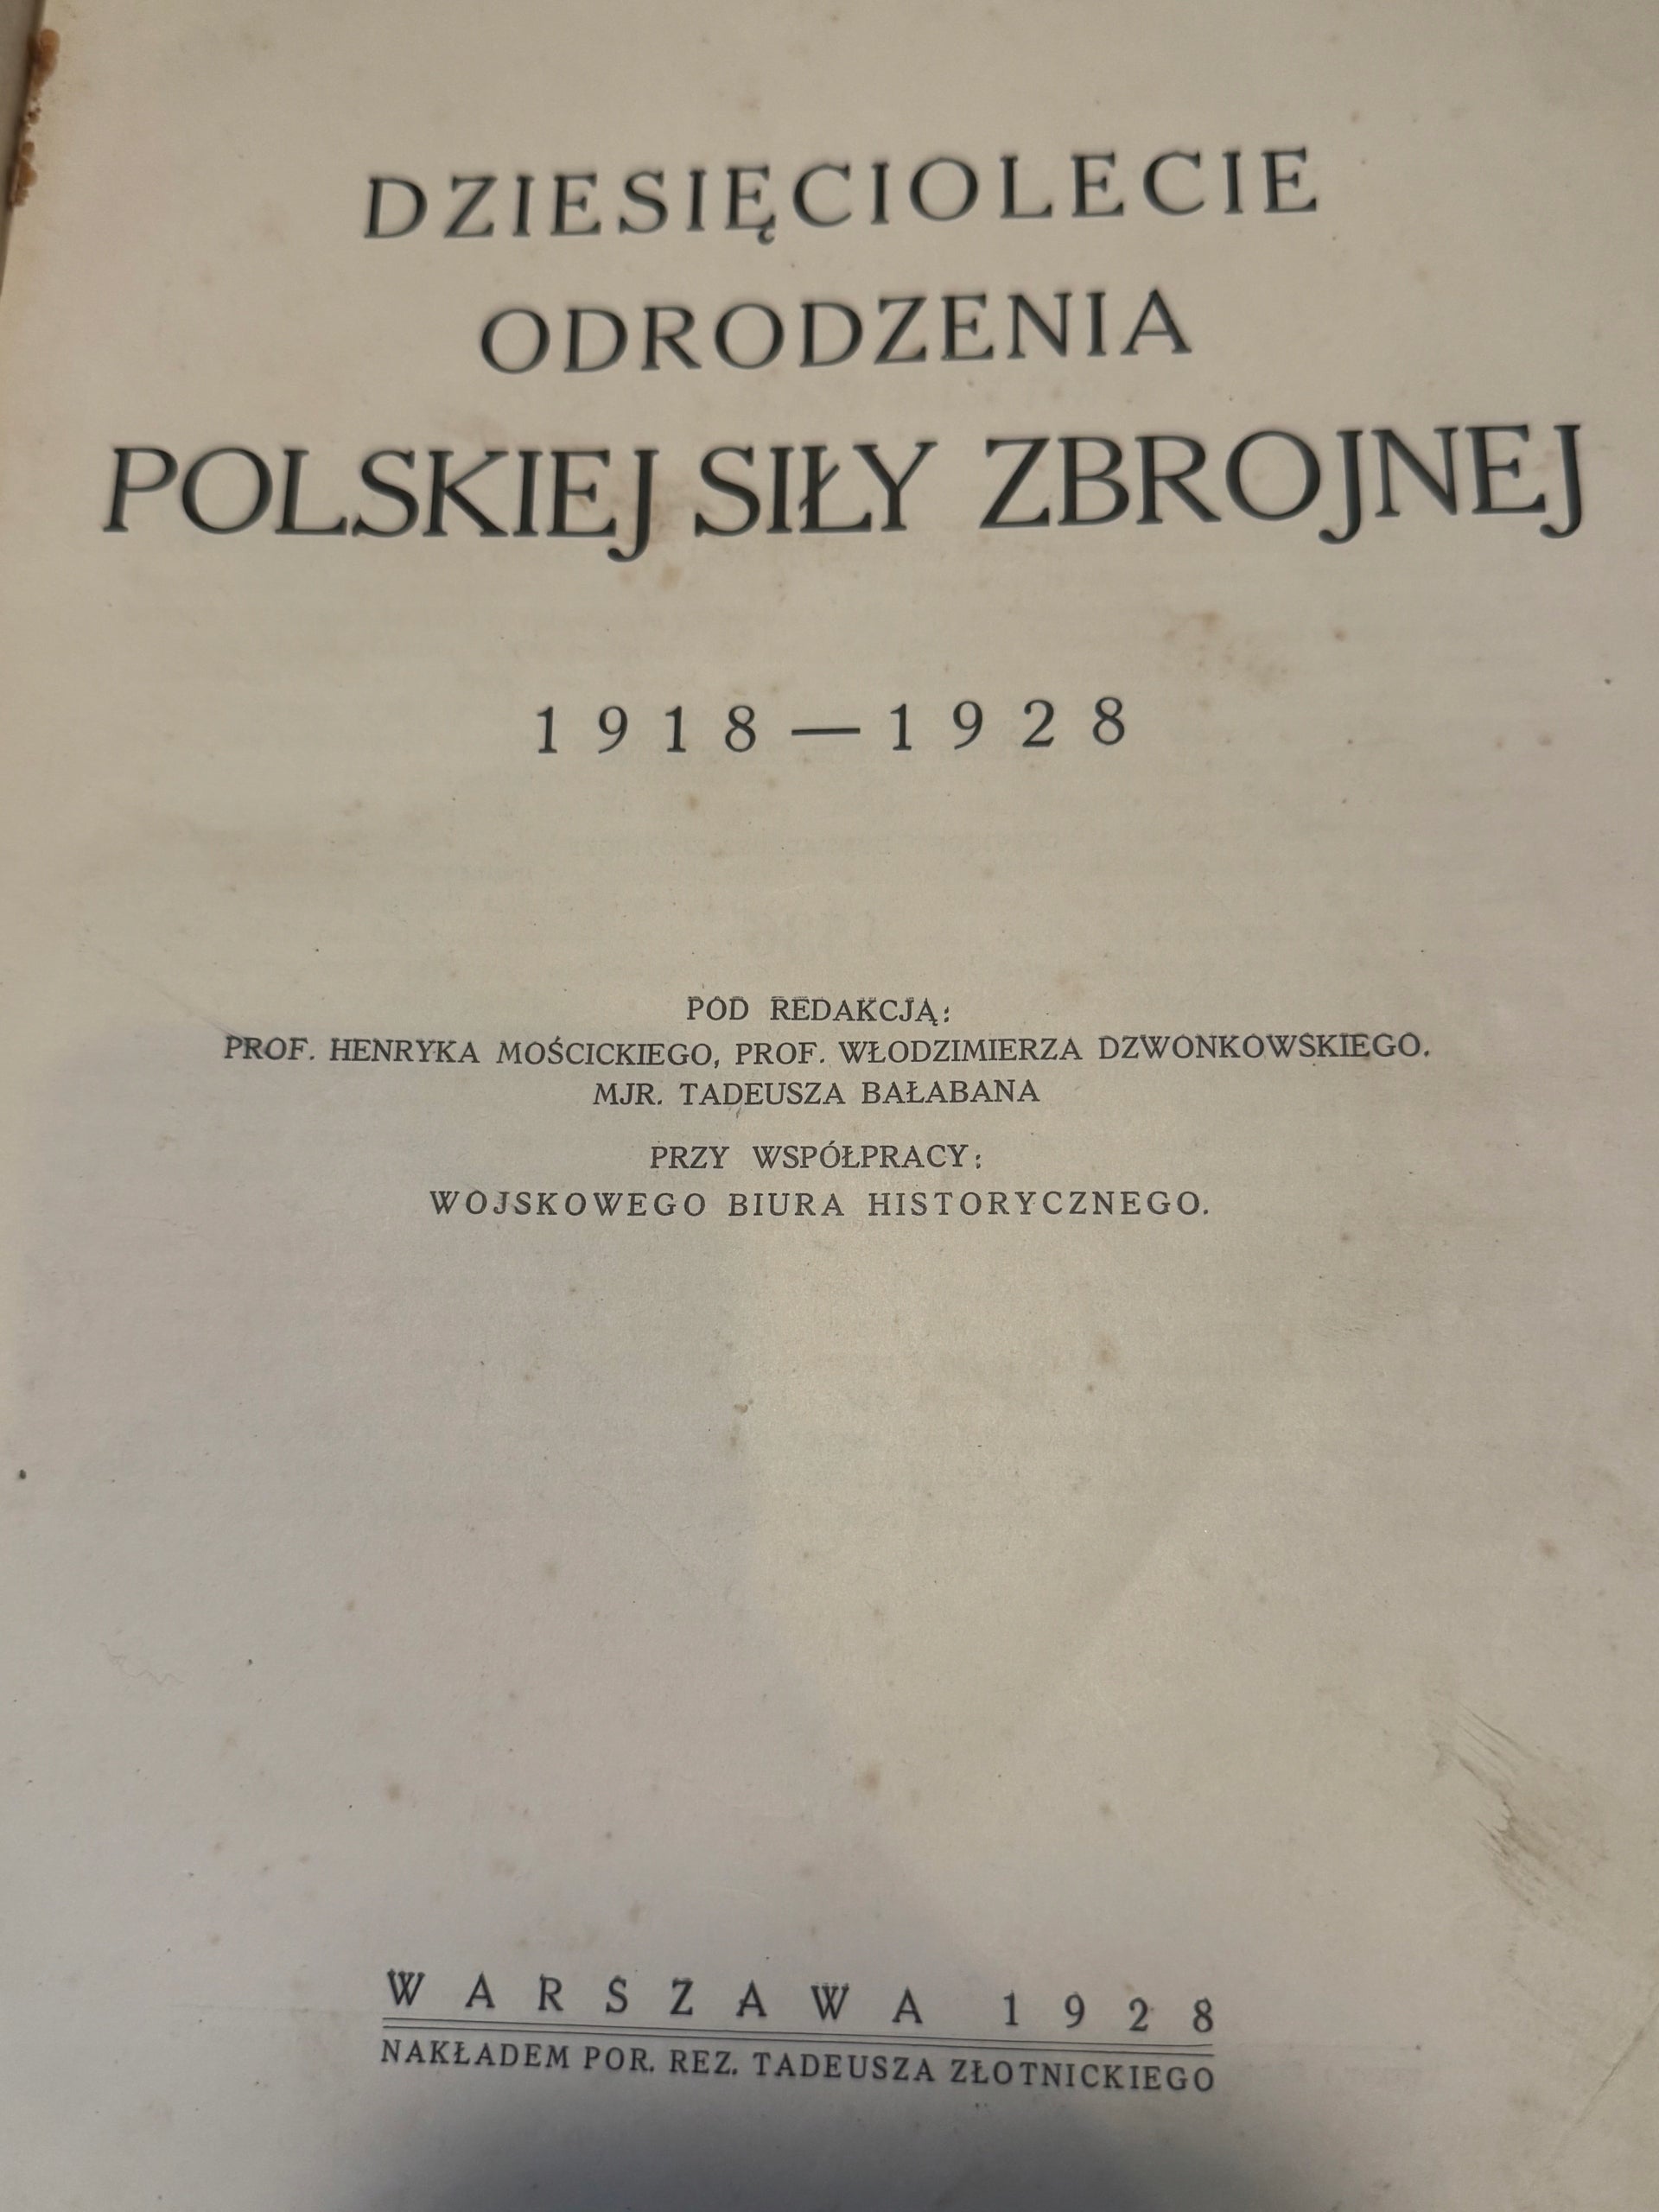 DZIESIĘCIOLECIE
ODRODZENIA
POLSKIEJ SIŁY ZBROJNEJ
1918—1928
POD REDAKCJĄ:
PROF. HENRYKA MOŚCICKIEGO, PROF. WŁODZIMIERZA DZWONKOWSKIEGO.
MJR. TADEUSZA BAŁABANA
PRZY WSPÓŁPRACY:
WOJSKOWEGO BIURA HISTORYCZNEGO.
WARSZAWA 1928
NAKŁADEM POR. REZ. TADEUSZA ZŁOTNICKIEGO